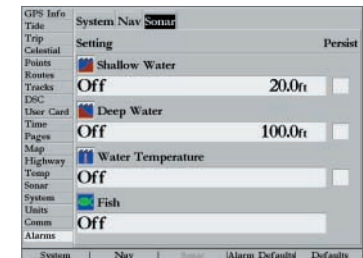 GPS Info
Tide
Trip
Celestial
Points
Routes
Tracks
DSC
User Card
Time
Pages
Map
Highway
Temp
Sonar
System
Units
Comm
Alarms
System Nav Sonar
Setting Persist
Shallow Water
Off 20.0ft
Deep Water
Off 100.0ft
Water Temperature
Off
Fish
Off
System Nav Sonar Alarm Defaults Defaults